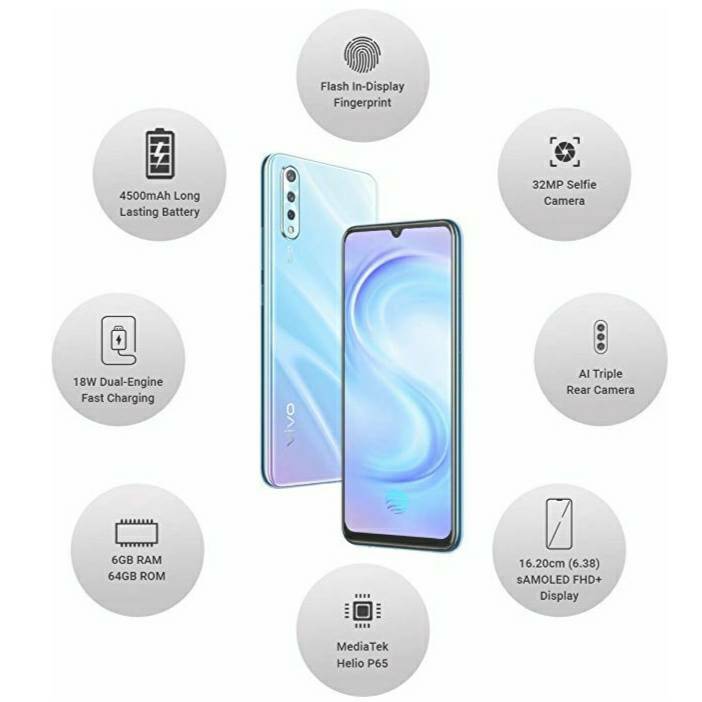 Flash In-Display
Fingerprint
4500mAh Long
Lasting Battery
32MP Selfie
Camera
18W Dual-Engine
Fast Charging
AI Triple
Rear Camera
vivo
6GB RAM
64GB ROM
16.20cm (6.38)
sAMOLED FHD+
Display
MediaTek
Helio P65